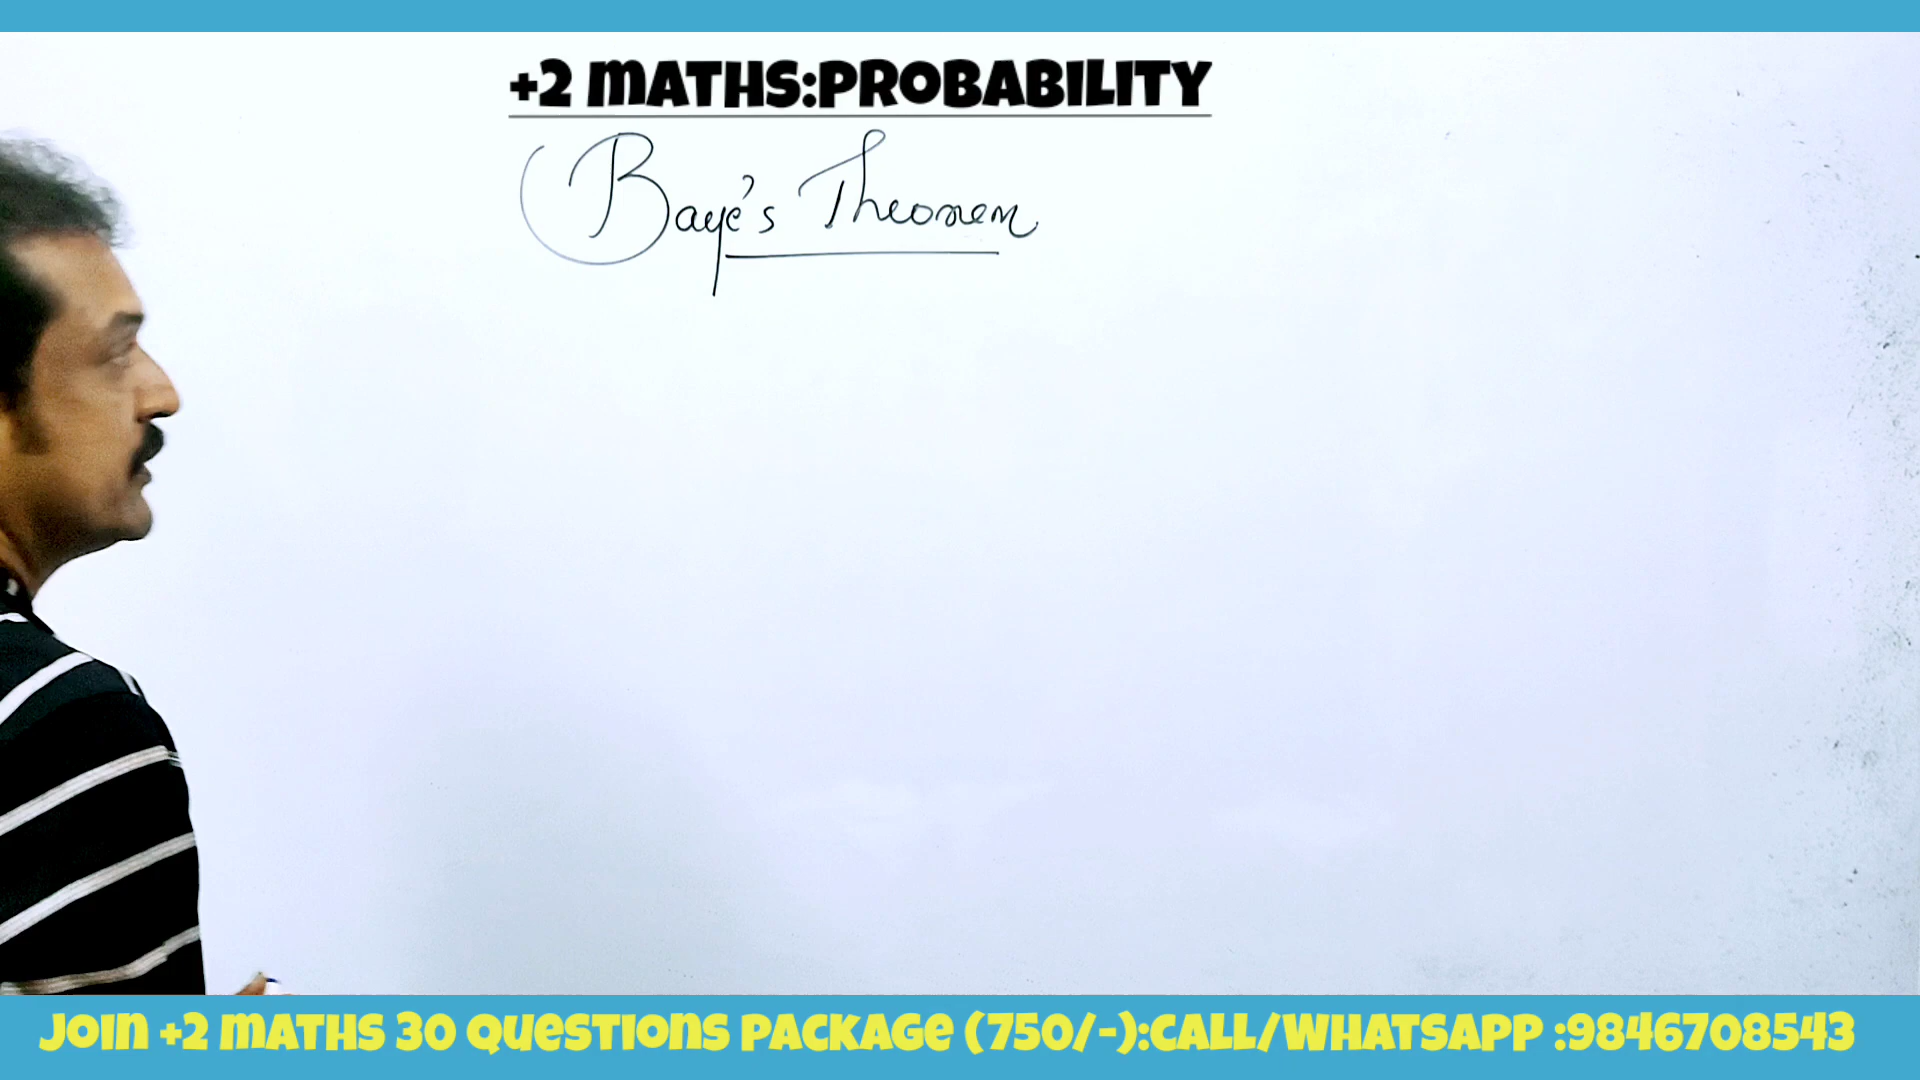 +2 MATHS:PROBABILITY
Baye's Theorem
JOIN +2 MATHS 30 QUESTIONS PACKAGE (750/-):CALL/WHATSAPP :9846708543